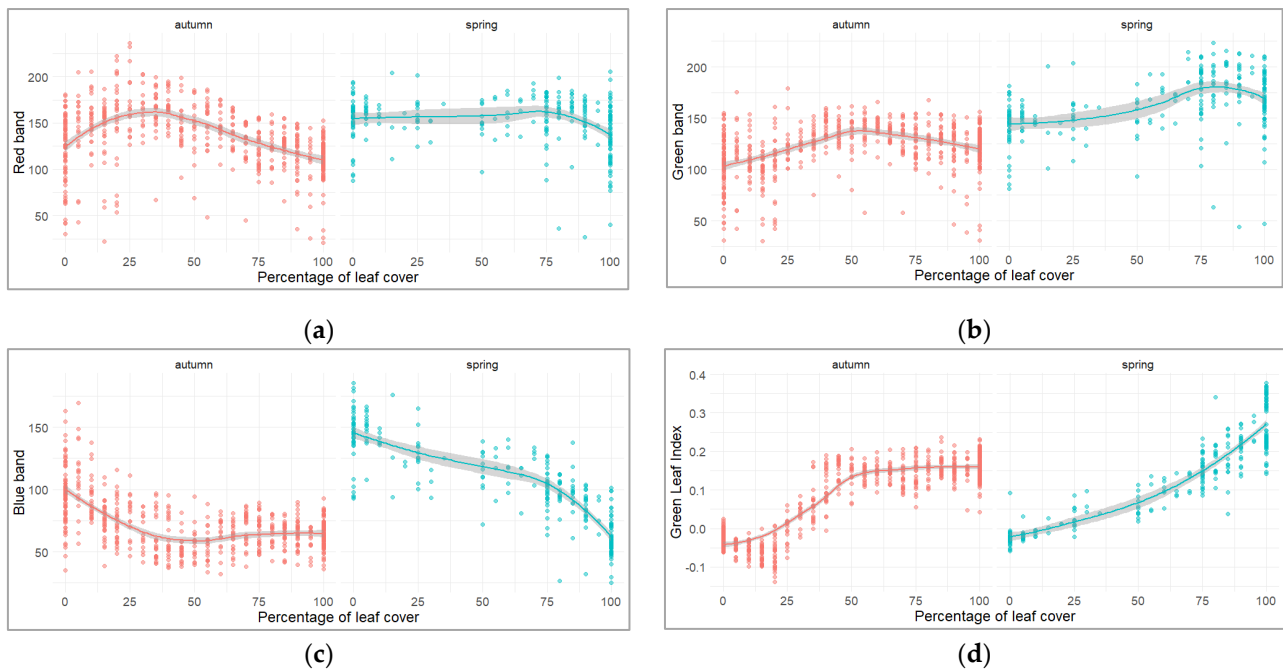 autumn spring
Red band
200
150
100
50
0 25 50 75 100 0 25 50 75 100
Percentage of leaf cover
(a)
autumn spring
Green band
200
150
100
50
0 25 50 75 100 0 25 50 75 100
Percentage of leaf cover
(b)
autumn spring
Blue band
150
100
50
0 25 50 75 100 0 25 50 75 100
Percentage of leaf cover
(c)
autumn spring
Green Leaf Index
0.4
0.3
0.2
0.1
0.0
-0.1
0 25 50 75 100 0 25 50 75 100
Percentage of leaf cover
(d)